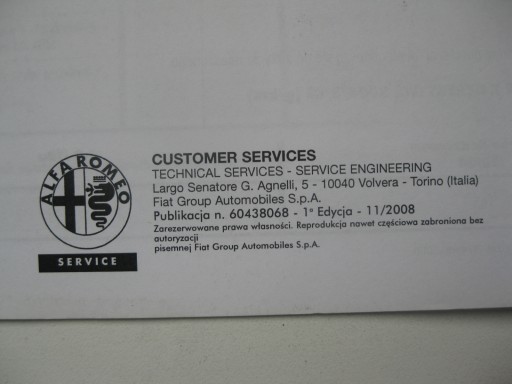 ALFA ROMEO
SERVICE
CUSTOMER SERVICES
TECHNICAL SERVICES - SERVICE ENGINEERING
Largo Senatore G. Agnelli, 5 - 10040 Volvera - Torino (Italia)
Fiat Group Automobiles S.p.A.
Publikacja n. 60438068 - 1ª Edycja - 11/2008
Zarezerwowane prawa własności. Reprodukcja nawet częściowa zabroniona bez
autoryzacji
pisemnej Fiat Group Automobiles S.p.A.